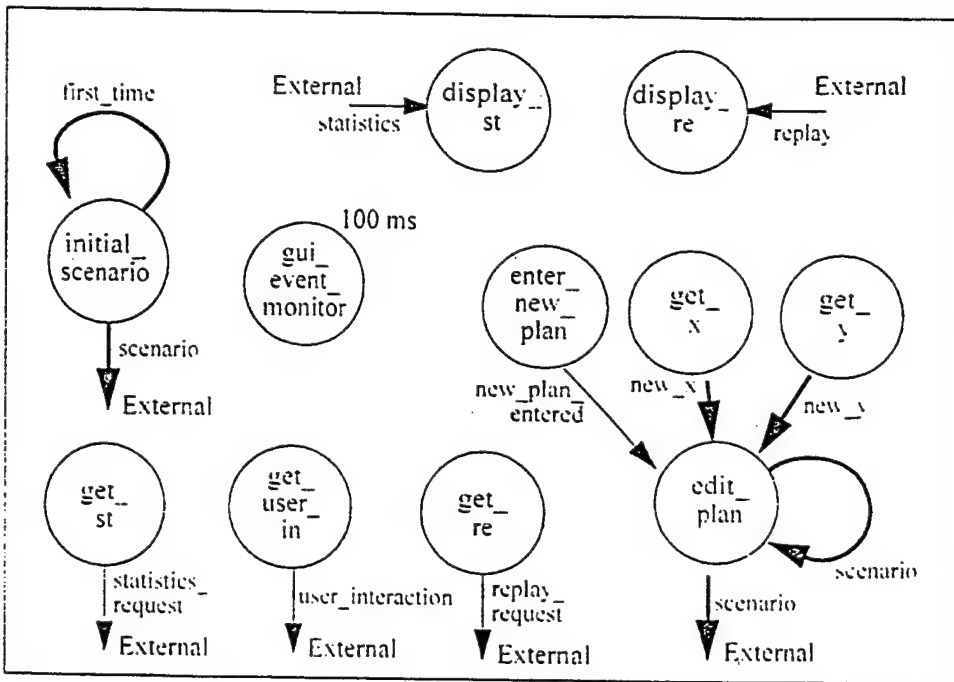 first_time
External
statistics
display_
st
display_
re
External
replay
initial_
scenario
scenario
External
100 ms
gui_
event_
monitor
enter_
new_
plan
get_
x
get_
y
new_plan_
entered
new_x
new_y
get_
st
statistics_
request
External
get_
user_
in
user_interaction
External
get_
re
replay_
request
External
edit_
plan
scenario
scenario
External